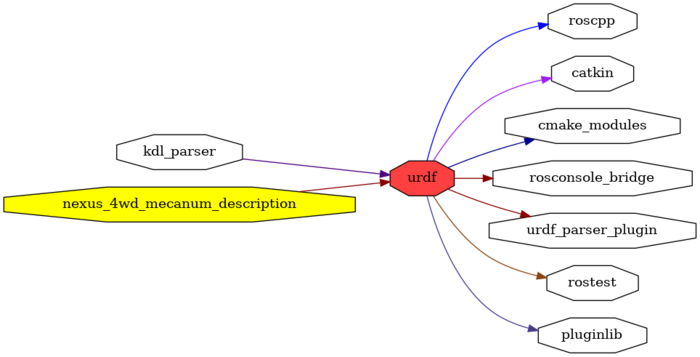 roscpp
catkin
cmake_modules
kdl_parser
urdf
rosconsole_bridge
nexus_4wd_mecanum_description
urdf_parser_plugin
rostest
pluginlib